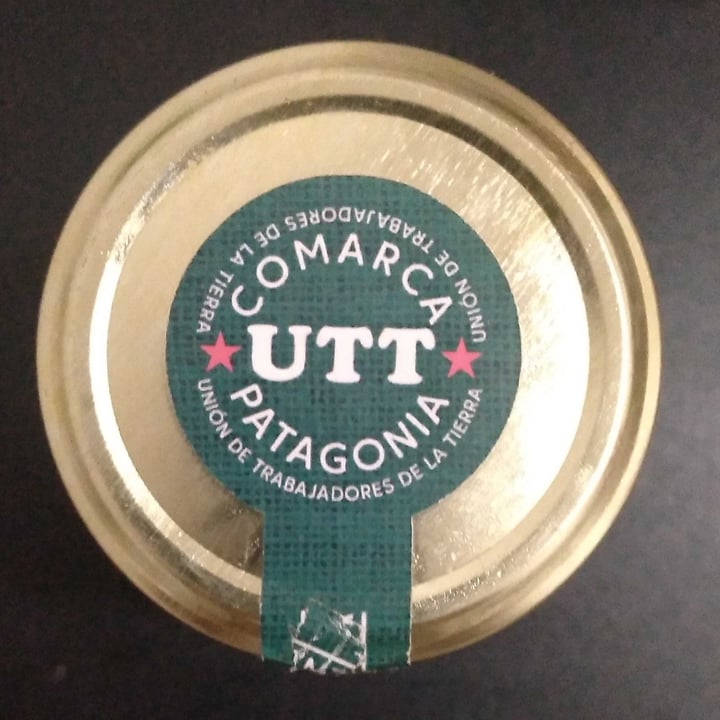 UNIÓN DE TRABAJADORES DE LA TIERRA
COMARCA
UTT
PATAGONIA
UNIÓN DE TRABAJADORES DE LA TIERRA